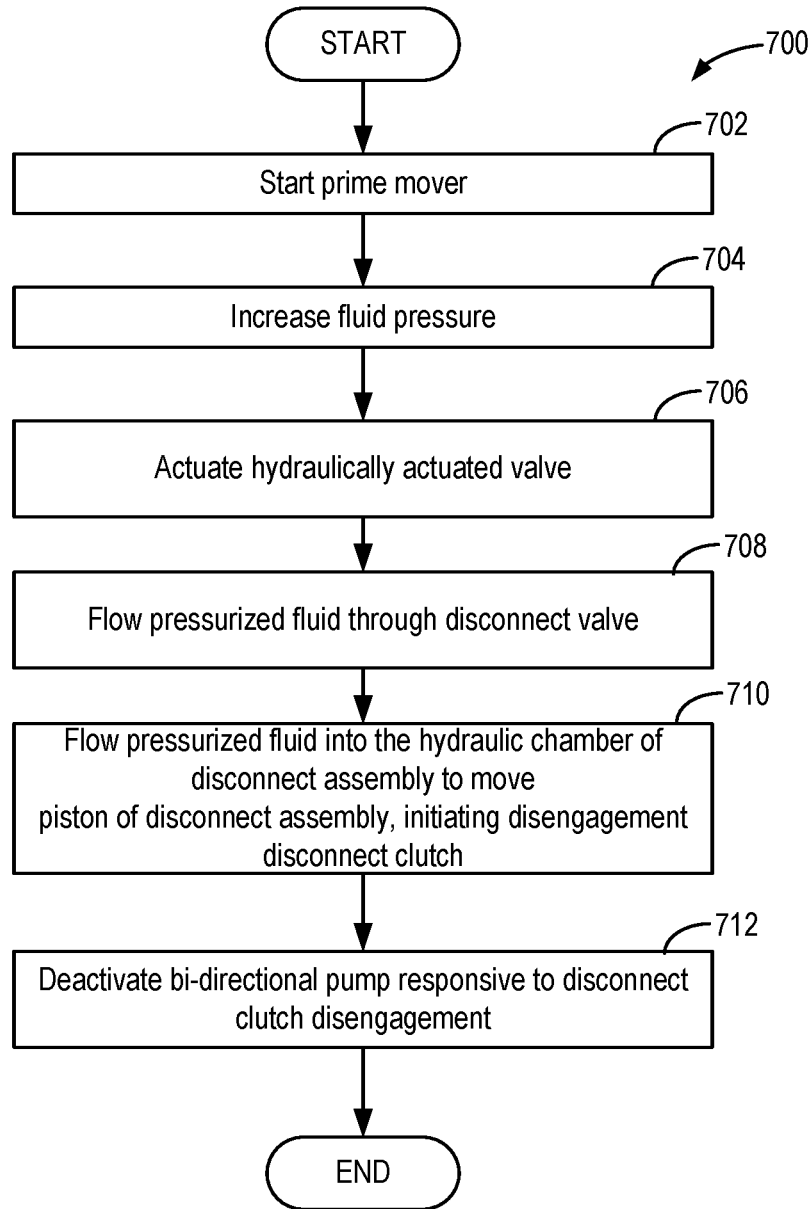 START
700
702
Start prime mover
704
Increase fluid pressure
706
Actuate hydraulically actuated valve
708
Flow pressurized fluid through disconnect valve
710
Flow pressurized fluid into the hydraulic chamber of
disconnect assembly to move
piston of disconnect assembly, initiating disengagement
disconnect clutch
712
Deactivate bi-directional pump responsive to disconnect
clutch disengagement
END